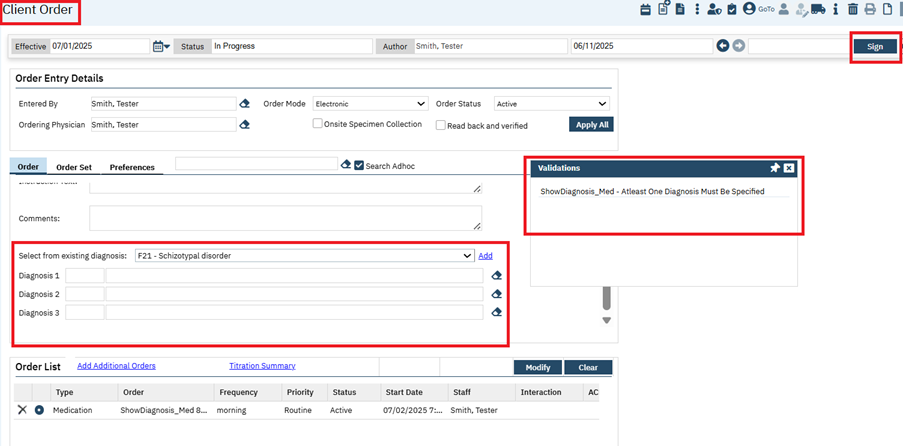 Client Order
GoTo
Effective 07/01/2025 Status In Progress Author Smith, Tester 06/11/2025 Sign
Order Entry Details
Entered By Smith, Tester Order Mode Electronic Order Status Active
Ordering Physician Smith, Tester Onsite Specimen Collection Read back and verified Apply All
Order Order Set Preferences Search Adhoc
Validations
ShowDiagnosis_Med - Atleast One Diagnosis Must Be Specified
Comments:
Select from existing diagnosis: F21 - Schizotypal disorder Add
Diagnosis 1
Diagnosis 2
Diagnosis 3
Order List Add Additional Orders Titration Summary Modify Clear
Type Order Frequency Priority Status Start Date Staff Interaction AC
Medication ShowDiagnosis_Med 8... morning Routine Active 07/02/2025 7:... Smith, Tester